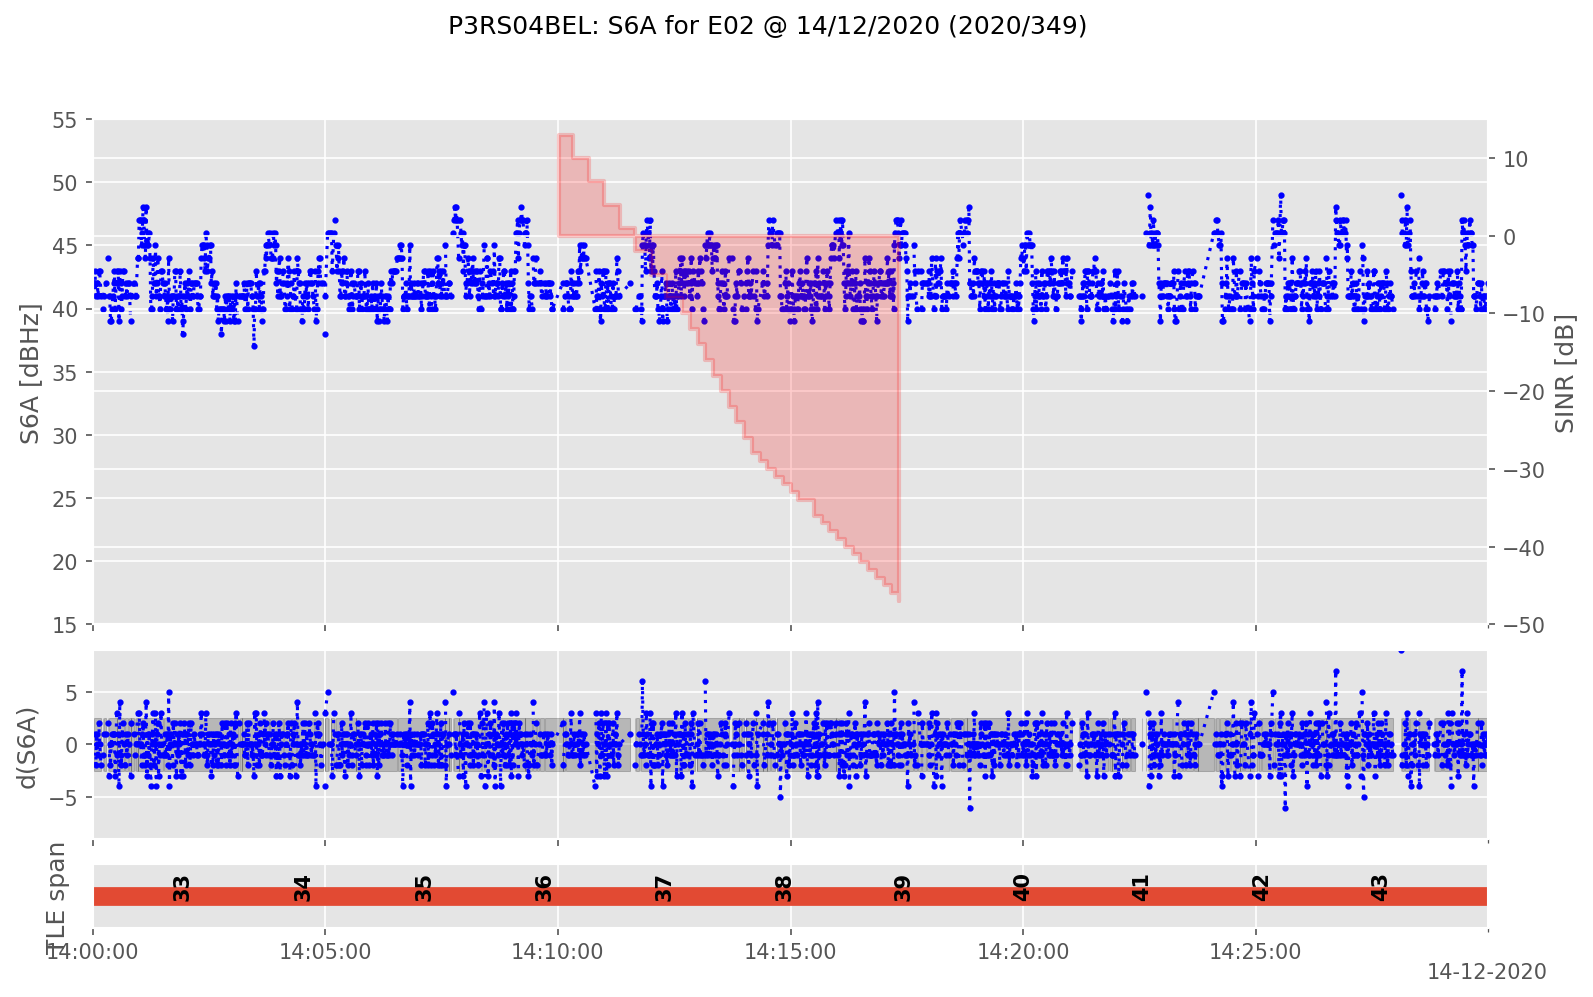 P3RS04BEL: S6A for E02 @ 14/12/2020 (2020/349)
S6A [dBHz]
55
50
45
40
35
30
25
20
15
SINR [dB]
10
0
−10
−20
−30
−40
−50
d(S6A)
5
0
−5
TLE span
33 34 35 36 37 38 39 40 41 42 43
14:00:00 14:05:00 14:10:00 14:15:00 14:20:00 14:25:00
14-12-2020